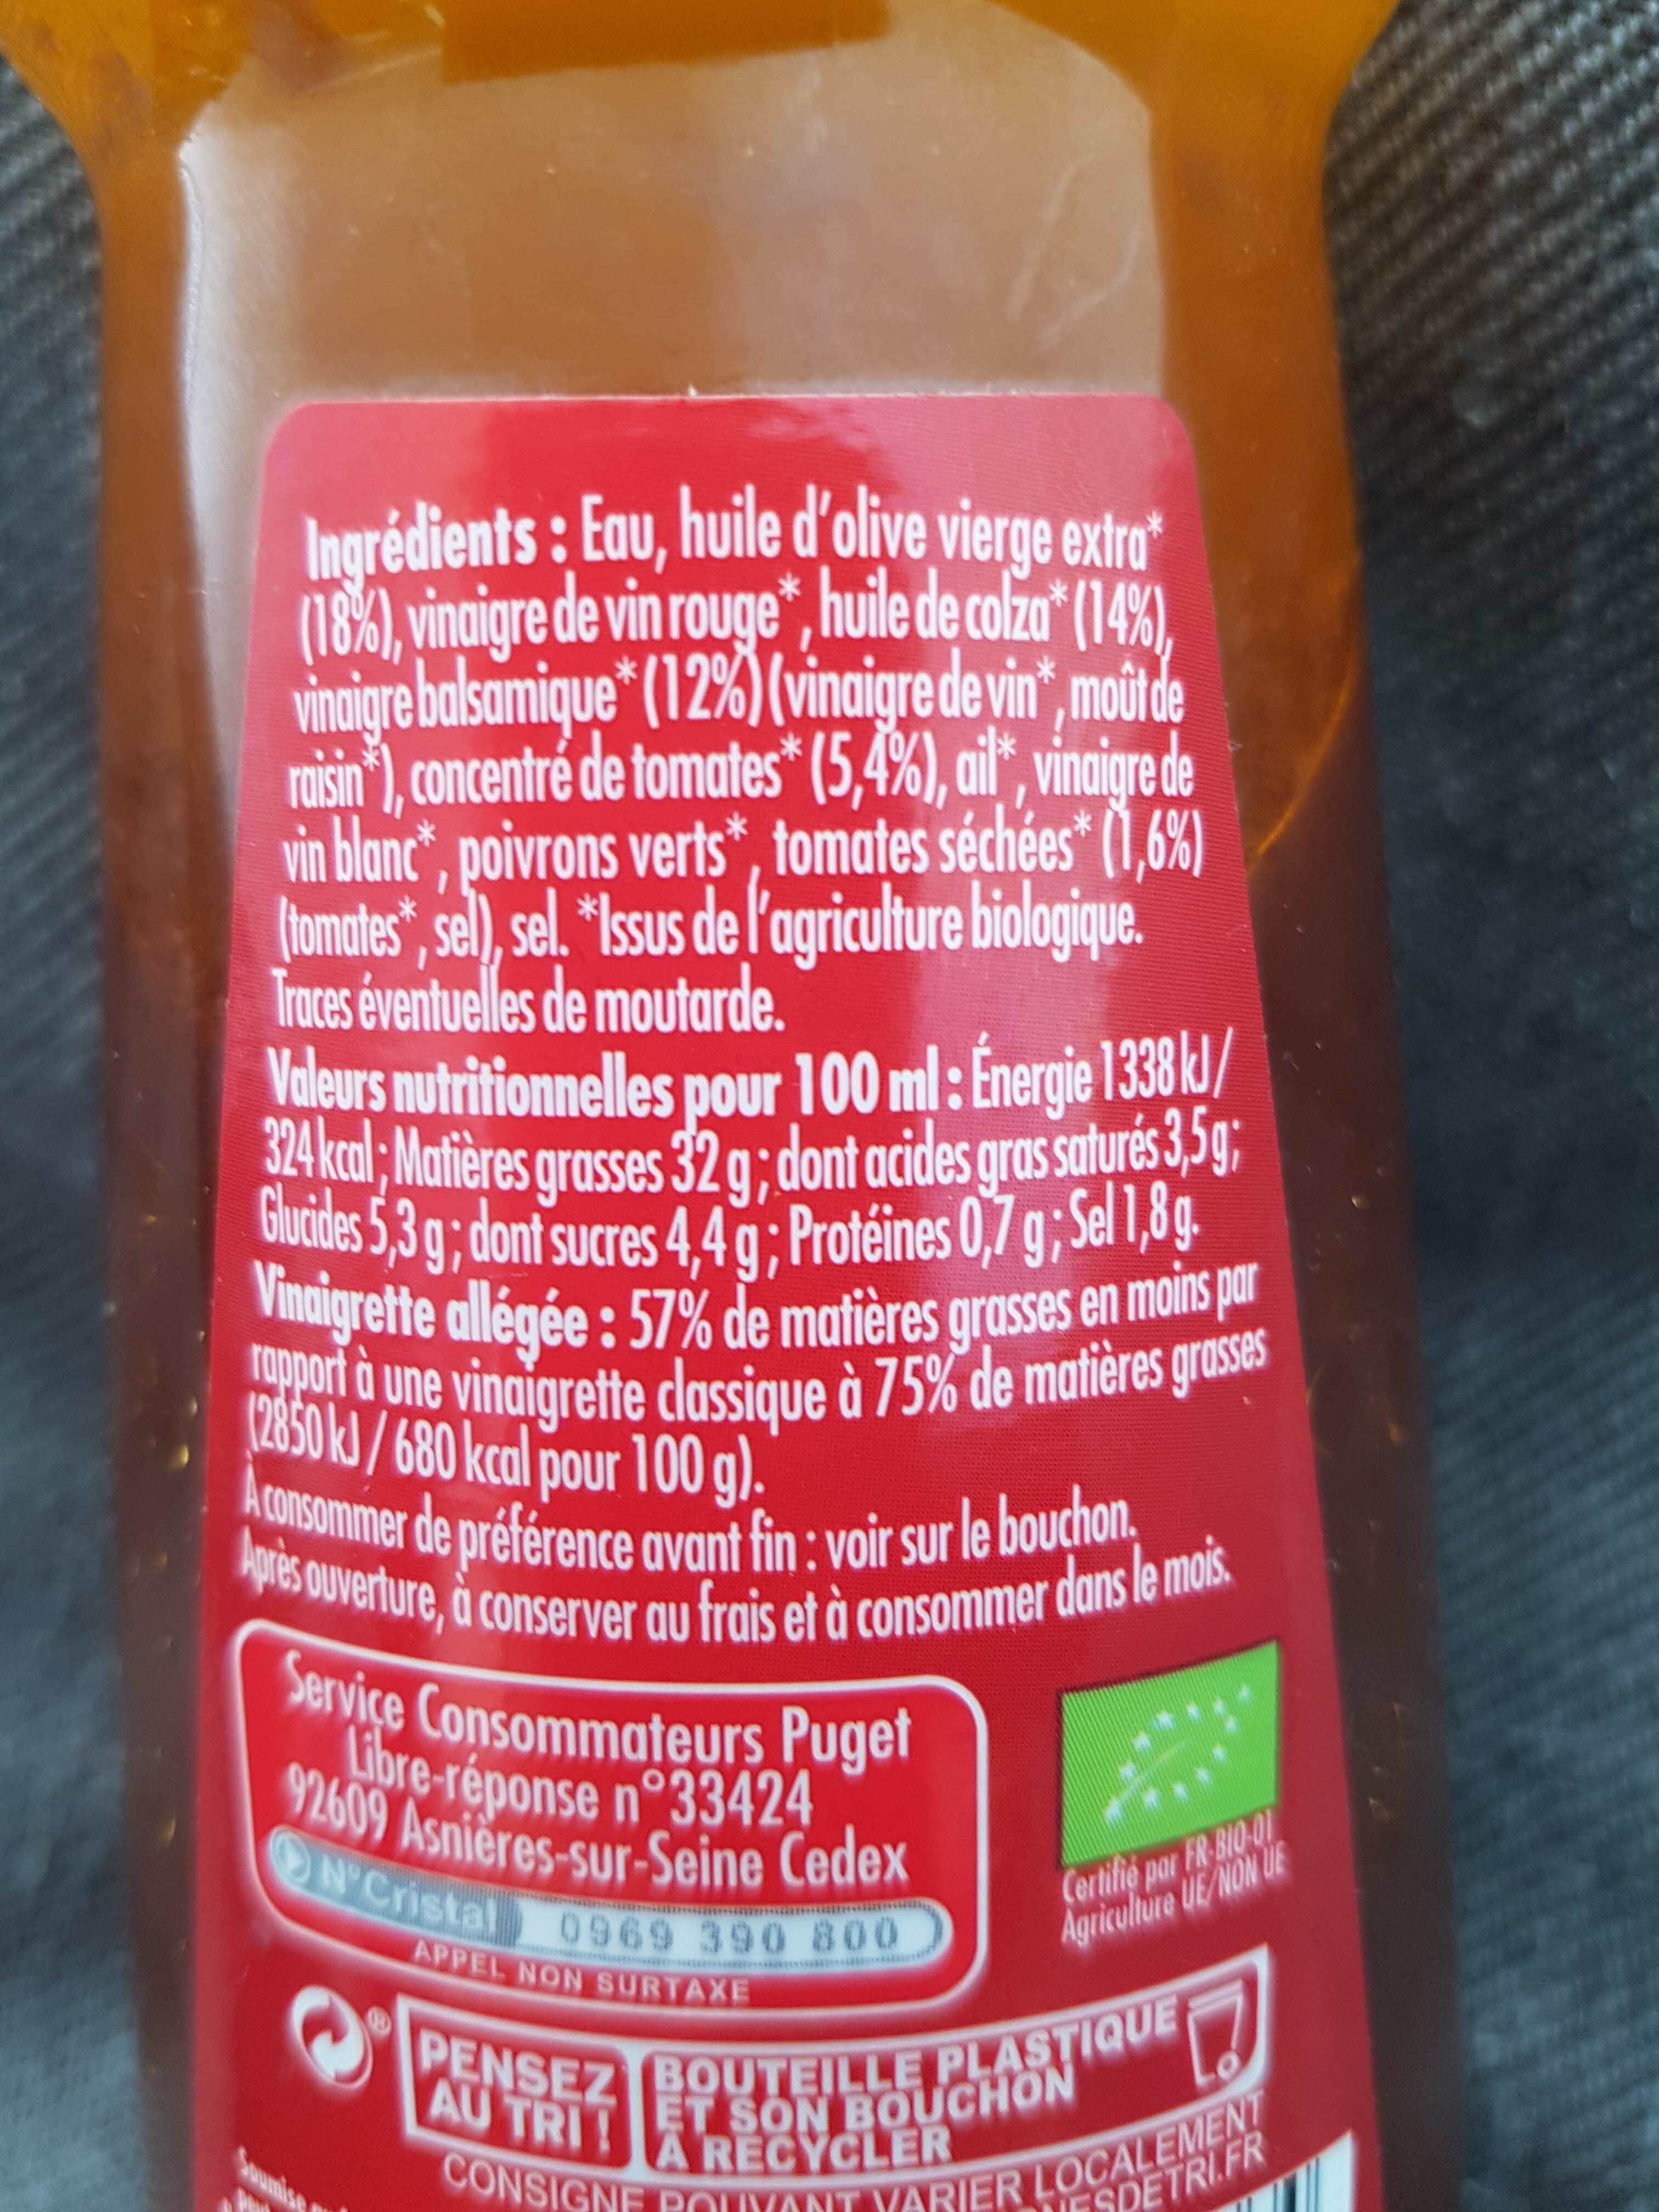 Ingrédients : Eau, huile d'olive vierge extra*
(18%), vinaigre de vin rouge*, huile de colza* (14%),
vinaigre balsamique* (12%) (vinaigre de vin*, moût de
raisin*), concentré de tomates* (5,4%), ail*, vinaigre de
vin blanc*, poivrons verts*, tomates séchées* (1,6%)
(tomates*, sel), sel. *Issus de l'agriculture biologique.
Traces éventuelles de moutarde.
Valeurs nutritionnelles pour 100 ml : Énergie 1338 kJ /
324 kcal ; Matières grasses 32 g ; dont acides gras saturés 3,5 g ;
Glucides 5,3 g ; dont sucres 4,4 g ; Protéines 0,7 g ; Sel 1,8 g.
Vinaigrette allégée : 57% de matières grasses en moins par
rapport à une vinaigrette classique à 75% de matières grasses
(2850 kJ / 680 kcal pour 100 g).
À consommer de préférence avant fin : voir sur le bouchon.
Après ouverture, à conserver au frais et à consommer dans le mois.
Service Consommateurs Puget
Libre-réponse n°33424
92609 Asnières-sur-Seine Cedex
N°Cristal 0969 390 800
APPEL NON SURTAXE
Certifié par FR-BIO-01
Agriculture UE/NON UE
®
PENSEZ
AU TRI !
BOUTEILLE PLASTIQUE
ET SON BOUCHON
À RECYCLER
CONSIGNE POUVANT VARIER LOCALEMENT
Soumise